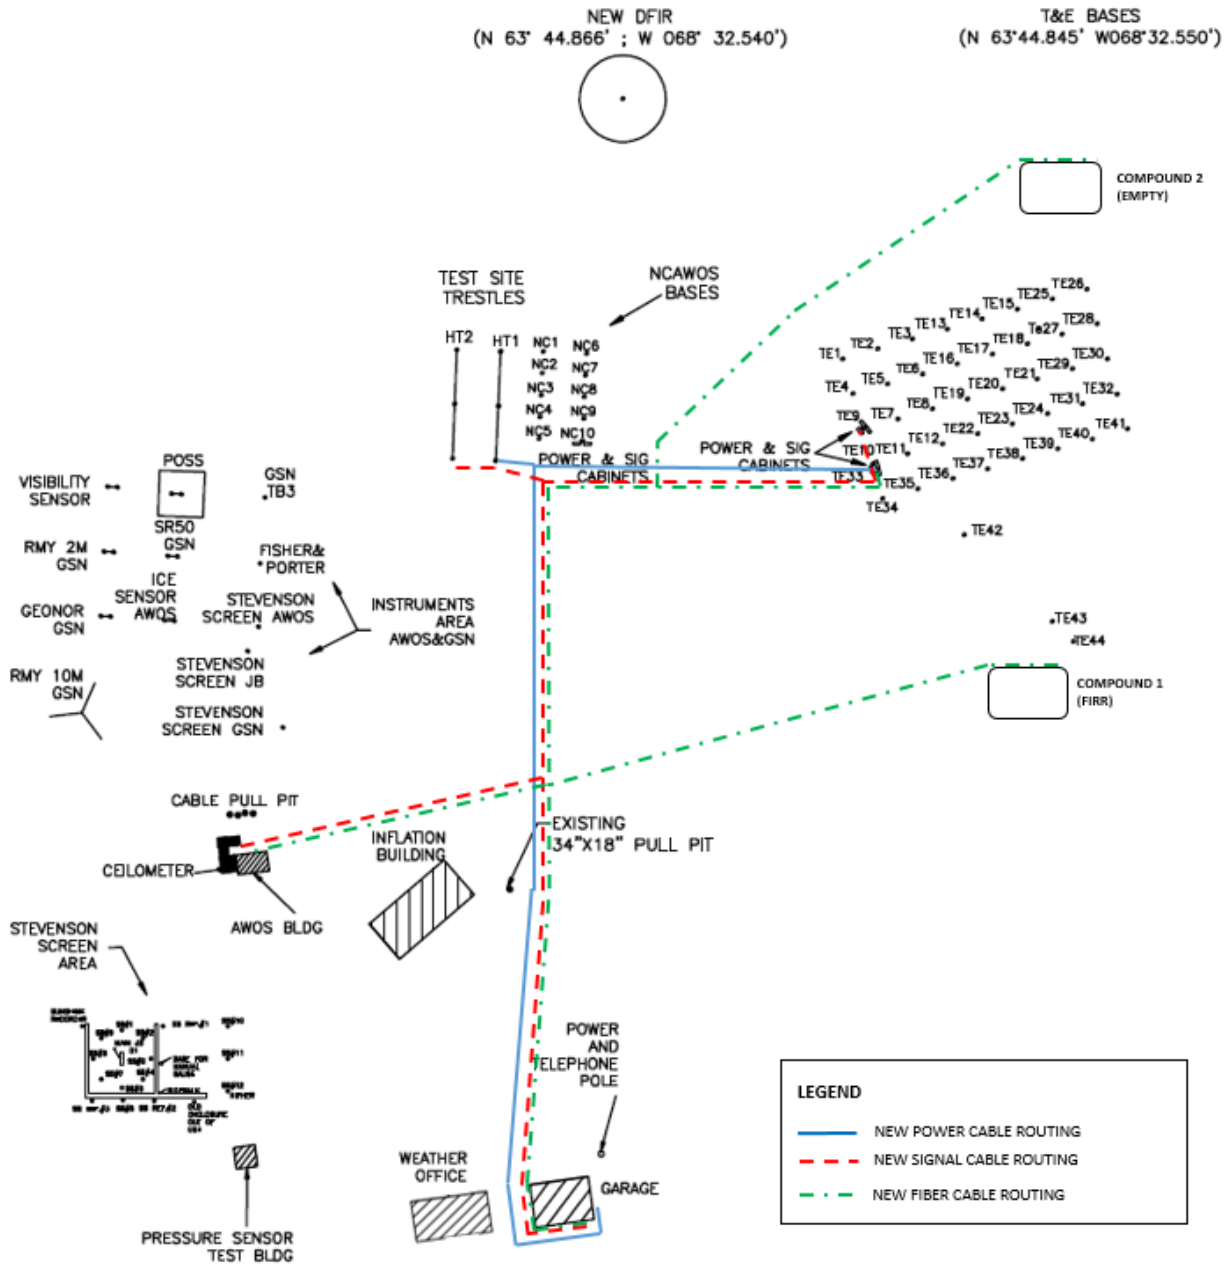 NEW DFIR
(N 63° 44.866' ; W 068° 32.540')
T&E BASES
(N 63°44.845' W068°32.550')
COMPOUND 2
(EMPTY)
TEST SITE
TRESTLES
NCAWOS
BASES
HT2
HT1
NC1
NC2
NC3
NC4
NC5
NC6
NC7
NC8
NC9
NC10
TE26
TE25
TE15
TE14
TE13
TE3
TE2
TE1
TE28
Te27
TE18
TE17
TE16
TE6
TE5
TE4
TE30
TE29
TE21
TE20
TE19
TE8
TE7
TE9
TE32
TE31
TE24
TE23
TE22
TE12
TE11
TE10
TE41
TE40
TE39
TE38
TE37
TE36
TE35
TE33
TE34
TE42
TE43
TE44
POWER & SIG
CABINETS
POWER & SIG
CABINETS
VISIBILITY
SENSOR
POSS
GSN
TB3
SR50
GSN
RMY 2M
GSN
FISHER&
PORTER
ICE
SENSOR
AWOS
GEONOR
GSN
STEVENSON
SCREEN AWOS
INSTRUMENTS
AREA
AWOS&GSN
STEVENSON
SCREEN JB
RMY 10M
GSN
STEVENSON
SCREEN GSN
COMPOUND 1
(FIRR)
CABLE PULL PIT
CEILOMETER
AWOS BLDG
INFLATION
BUILDING
EXISTING
34"X18" PULL PIT
STEVENSON
SCREEN
AREA
POWER
AND
TELEPHONE
POLE
WEATHER
OFFICE
GARAGE
PRESSURE SENSOR
TEST BLDG
LEGEND
NEW POWER CABLE ROUTING
NEW SIGNAL CABLE ROUTING
NEW FIBER CABLE ROUTING